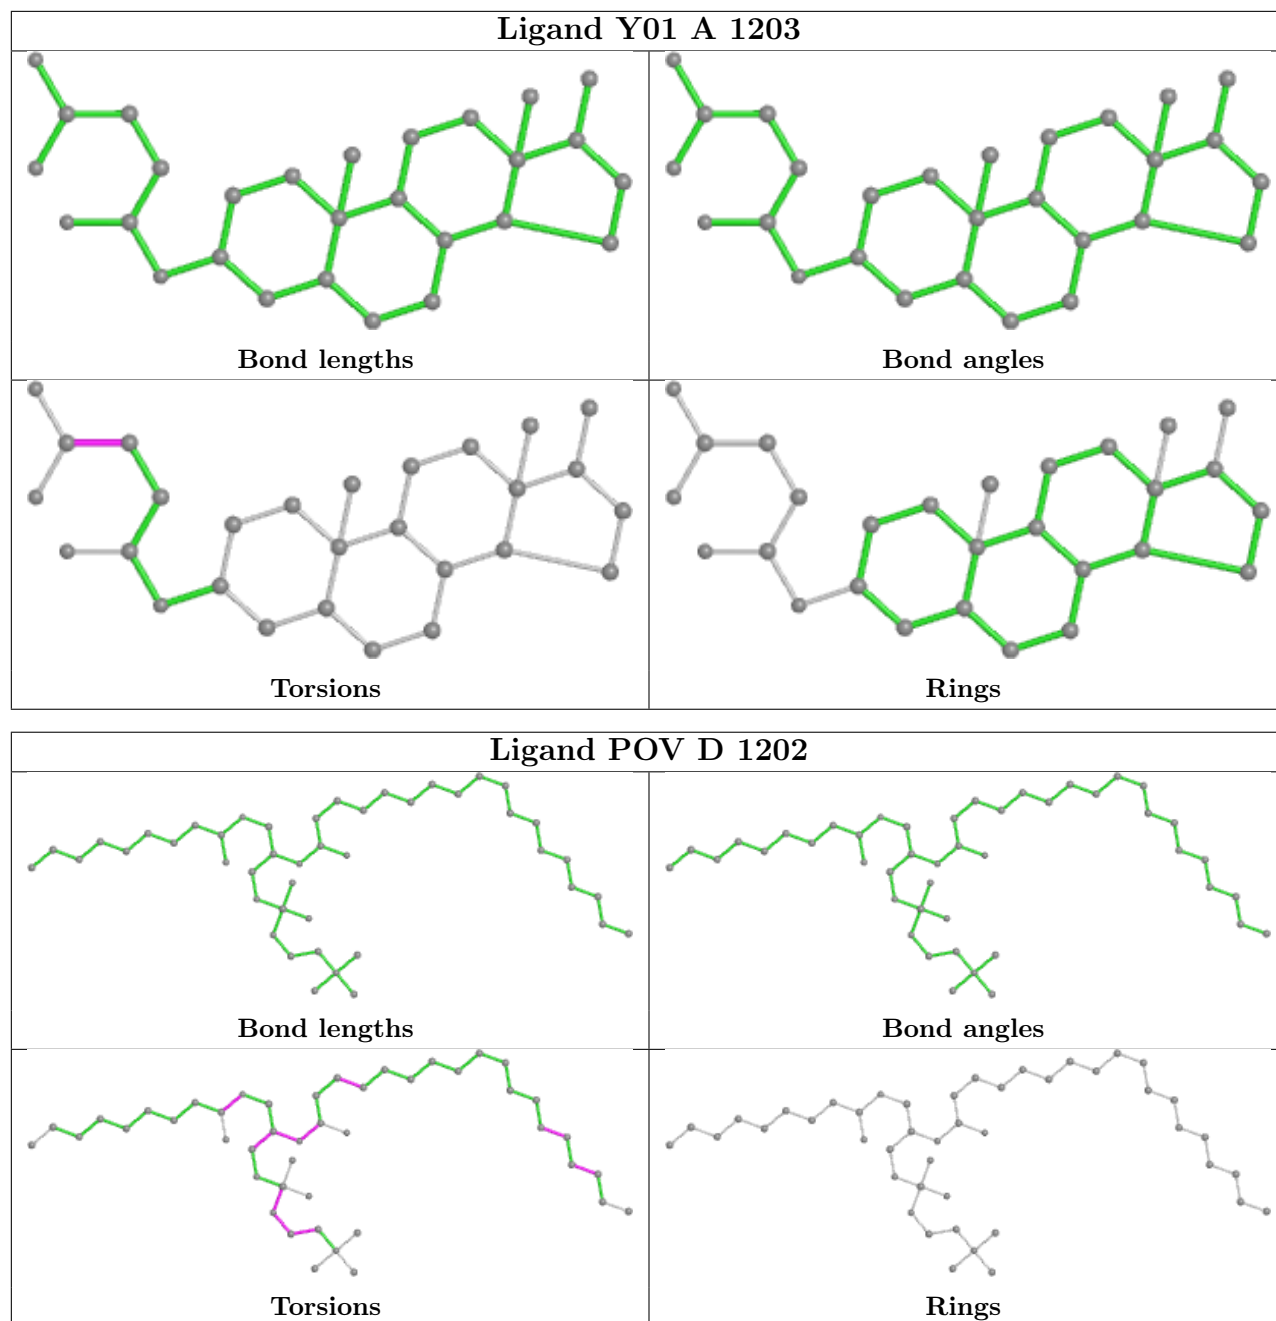 Ligand Y01 A 1203
Bond lengths
Bond angles
Torsions
Rings
Ligand POV D 1202
Bond lengths
Bond angles
Torsions
Rings